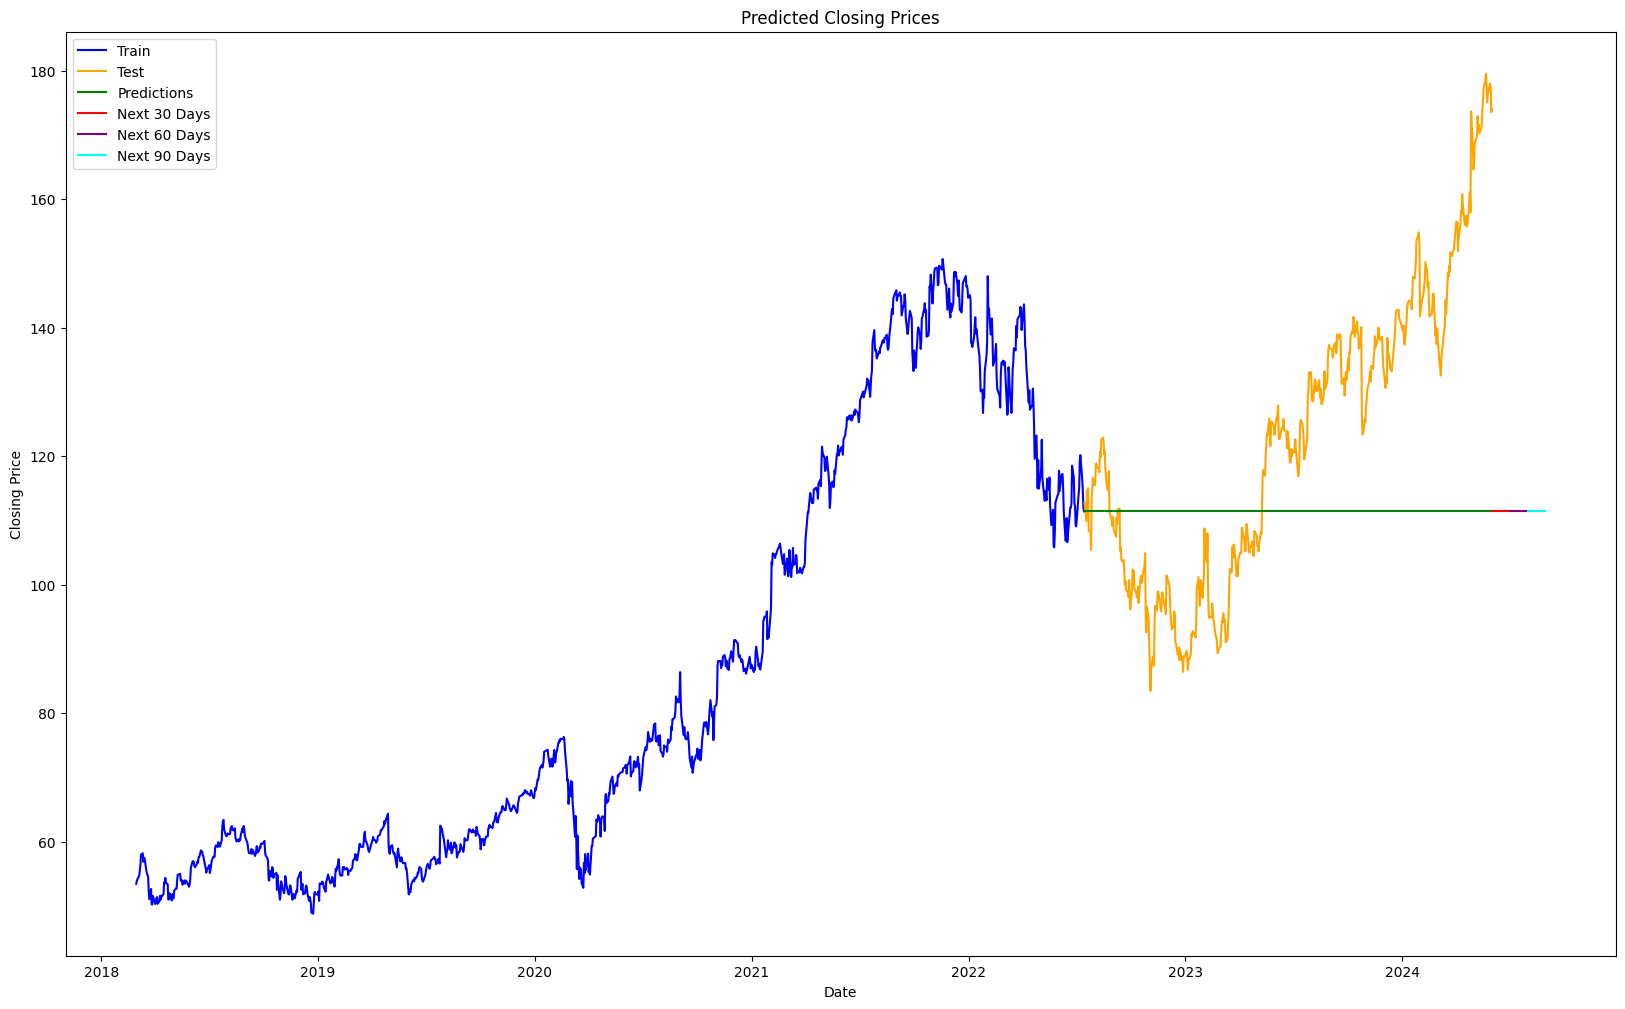 Predicted Closing Prices
Train
Test
Predictions
Next 30 Days
Next 60 Days
Next 90 Days
180
160
140
120
100
80
60
Closing Price
2018 2019 2020 2021 2022 2023 2024
Date